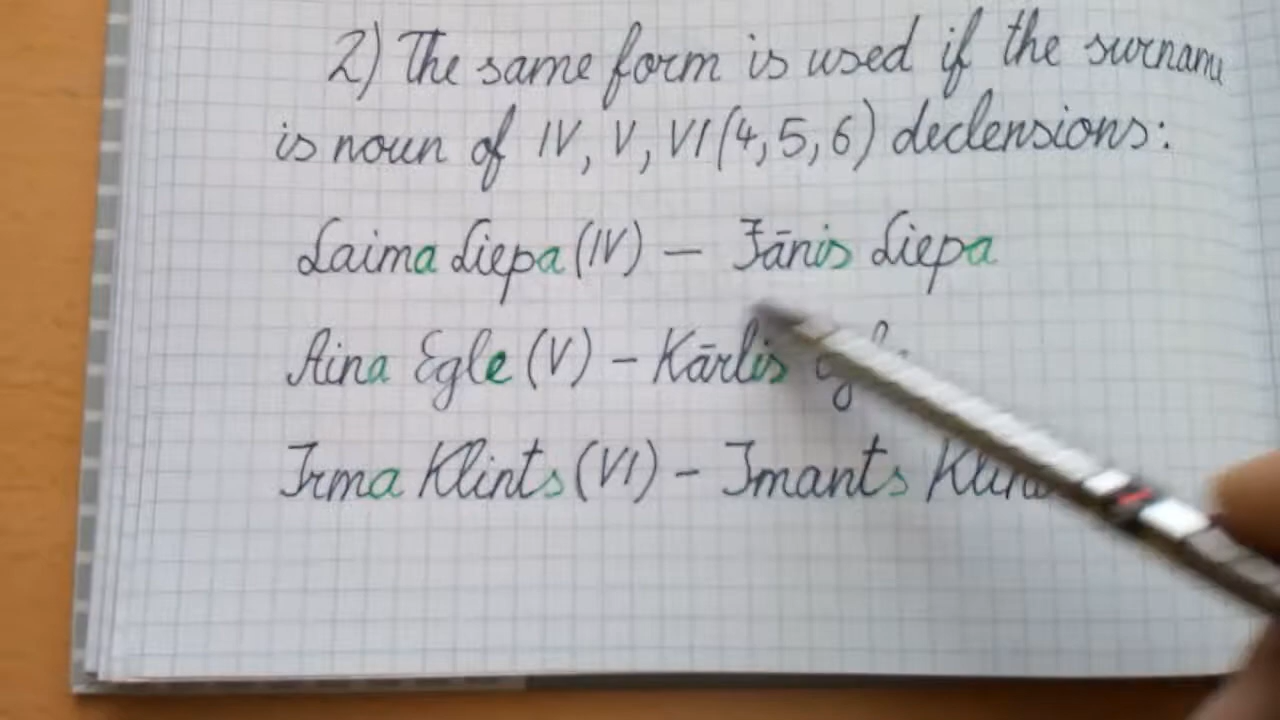 2) The same form is used if the surname
is noun of IV, V, VI (4, 5, 6) declensions:
Laima Liepa (IV) – Jānis Liepa
Aina Egle (V) – Kārlis
Irma Klints (VI) – Imants